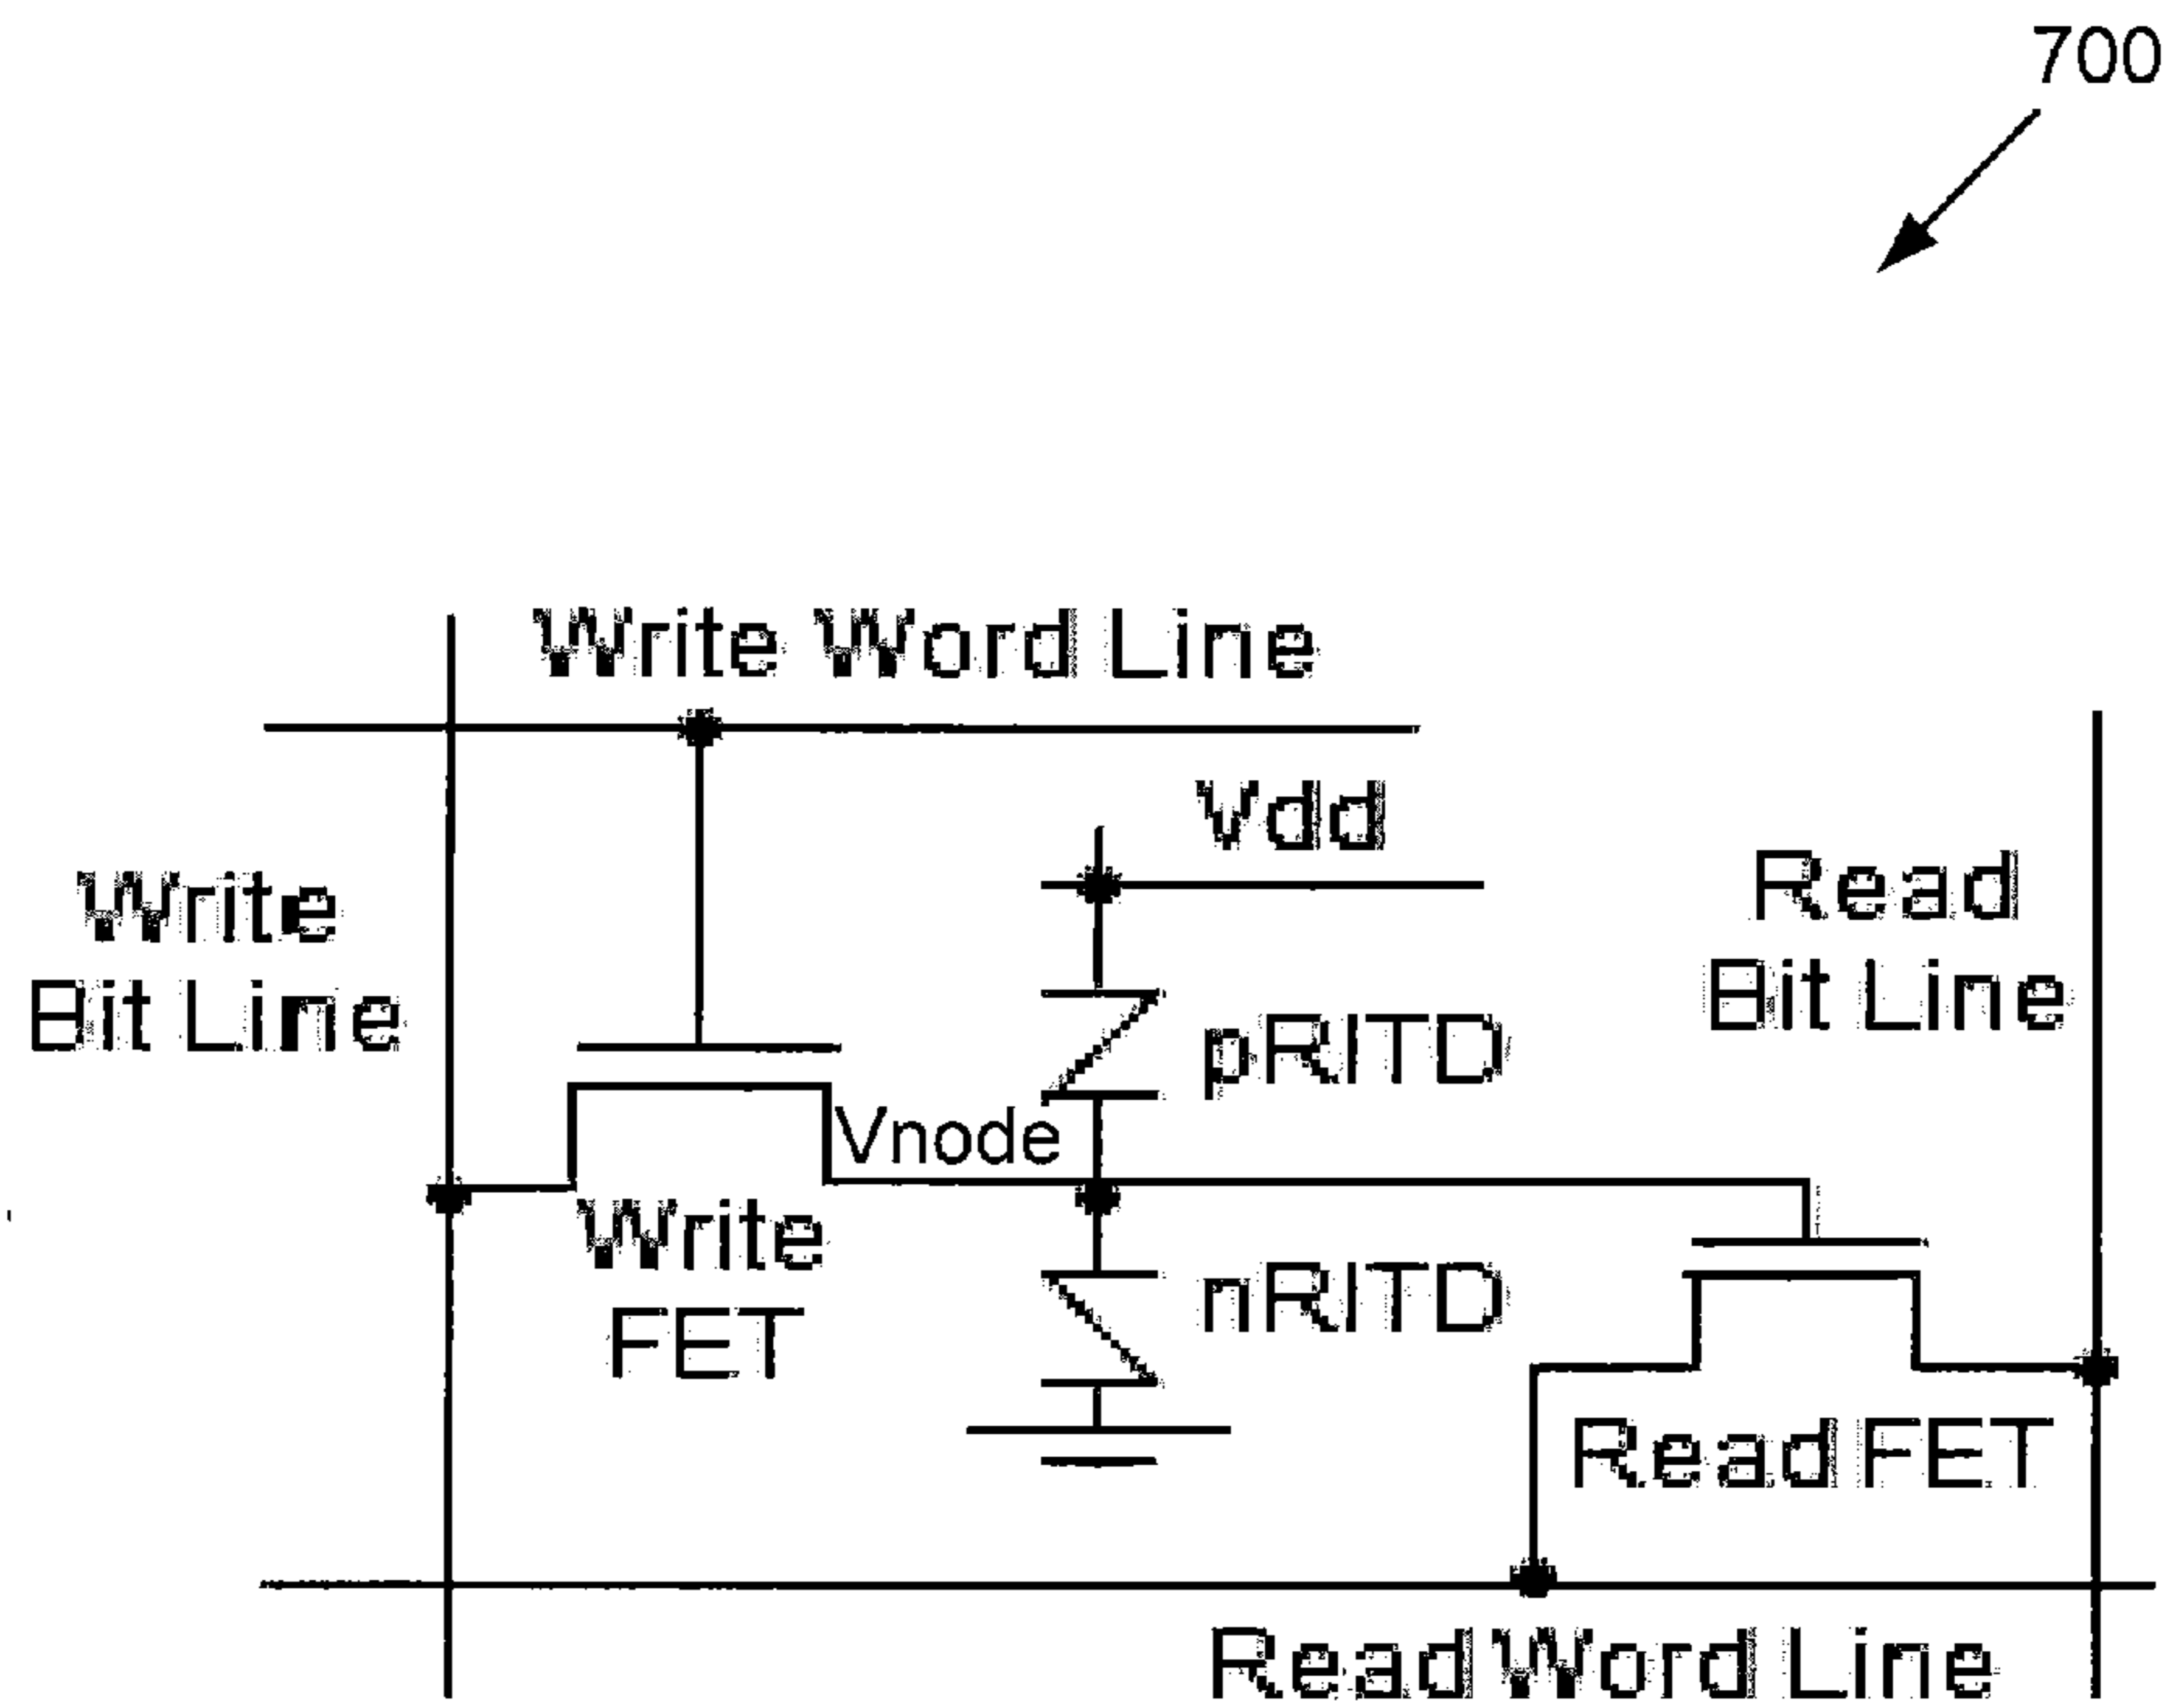 700
Write Word Line
Vdd
Write
Bit Line
Read
Bit Line
pRITD
Vnode
Write
FET
nRITD
Read FET
Read Word Line